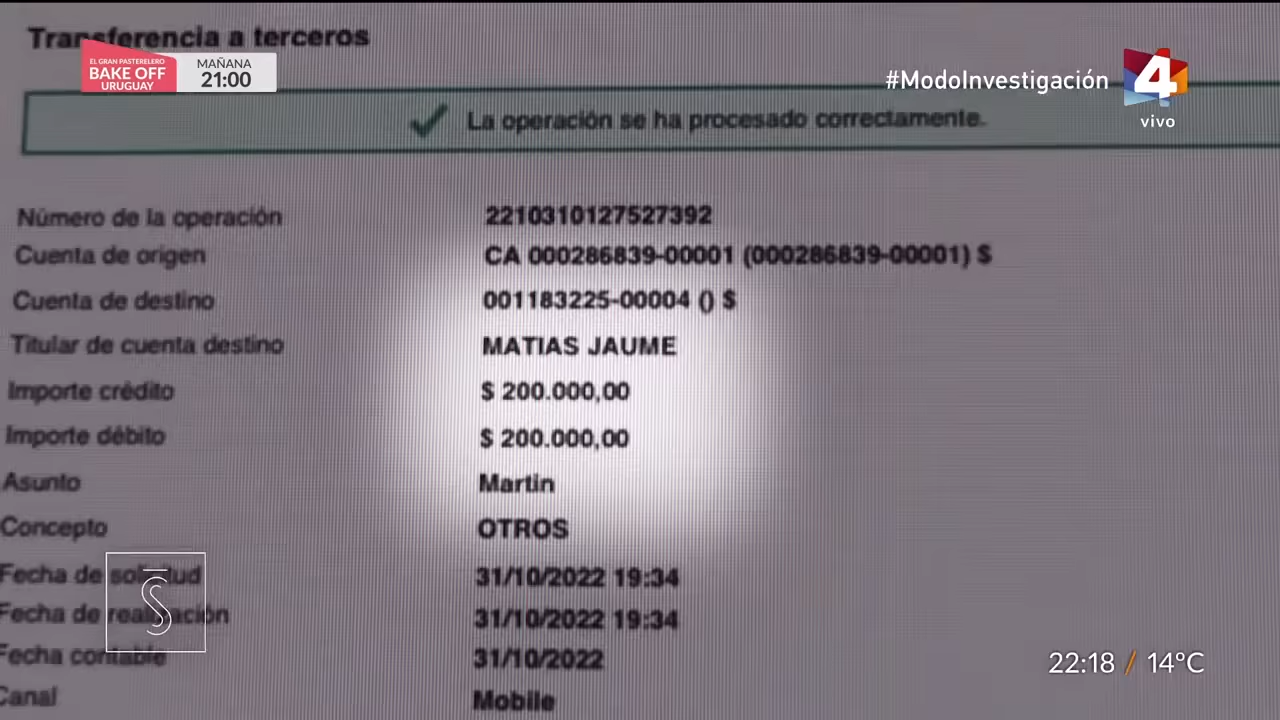 Transferencia a terceros
EL GRAN PASTERELERO
BAKE OFF
URUGUAY
MAÑANA
21:00
#ModoInvestigación
4
vivo
La operación se ha procesado correctamente.
Número de la operación 2210310127527392
Cuenta de origen CA 000286839-00001 (000286839-00001) $
Cuenta de destino 001183225-00004 () $
Titular de cuenta destino MATIAS JAUME
Importe crédito $ 200.000,00
Importe débito $ 200.000,00
Asunto Martin
Concepto OTROS
Fecha de solicitud 31/10/2022 19:34
Fecha de realización 31/10/2022 19:34
Fecha contable 31/10/2022
Canal Mobile
S
22:18 / 14°C